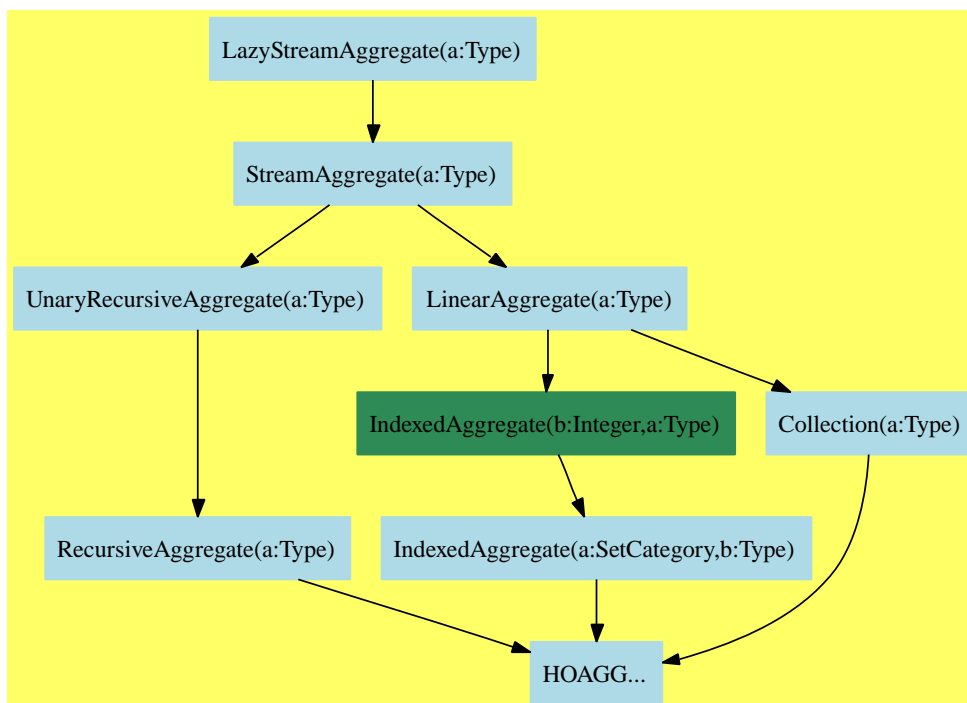 LazyStreamAggregate(a:Type)
StreamAggregate(a:Type)
UnaryRecursiveAggregate(a:Type)
LinearAggregate(a:Type)
IndexedAggregate(b:Integer,a:Type)
Collection(a:Type)
RecursiveAggregate(a:Type)
IndexedAggregate(a:SetCategory,b:Type)
HOAGG...